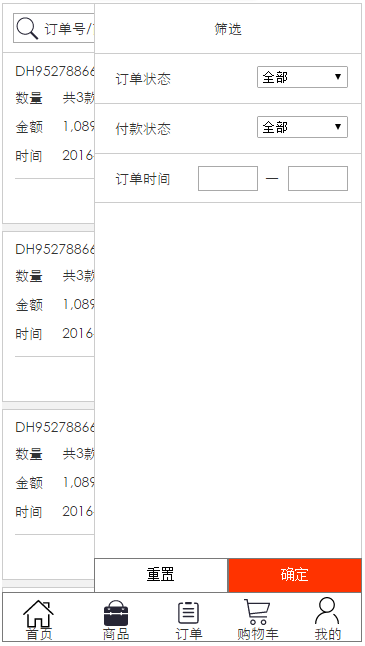 订单号/
筛选
DH95278866
数量 共3款
金额 1,089
时间 2016
订单状态 全部
付款状态 全部
订单时间 —
DH95278866
数量 共3款
金额 1,089
时间 2016
DH95278866
数量 共3款
金额 1,089
时间 2016
重置 确定
首页 商品 订单 购物车 我的